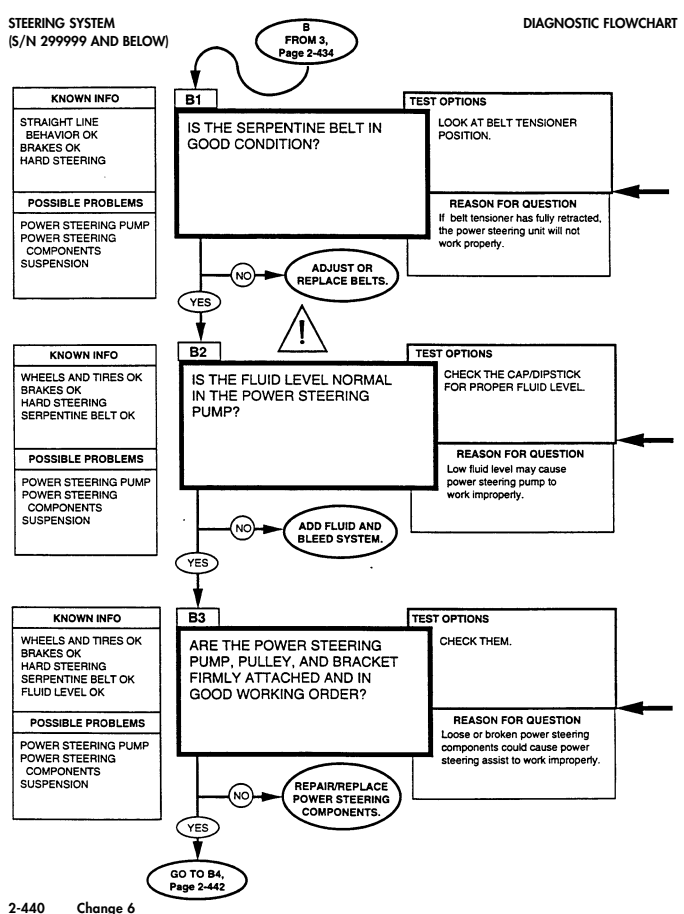 STEERING SYSTEM
(S/N 299999 AND BELOW)
DIAGNOSTIC FLOWCHART
B
FROM 3,
Page 2-434
KNOWN INFO
STRAIGHT LINE
BEHAVIOR OK
BRAKES OK
HARD STEERING
POSSIBLE PROBLEMS
POWER STEERING PUMP
POWER STEERING
COMPONENTS
SUSPENSION
B1
IS THE SERPENTINE BELT IN
GOOD CONDITION?
TEST OPTIONS
LOOK AT BELT TENSIONER
POSITION.
REASON FOR QUESTION
If belt tensioner has fully retracted,
the power steering unit will not
work properly.
NO
ADJUST OR
REPLACE BELTS.
YES
!
KNOWN INFO
WHEELS AND TIRES OK
BRAKES OK
HARD STEERING
SERPENTINE BELT OK
POSSIBLE PROBLEMS
POWER STEERING PUMP
POWER STEERING
COMPONENTS
SUSPENSION
B2
IS THE FLUID LEVEL NORMAL
IN THE POWER STEERING
PUMP?
TEST OPTIONS
CHECK THE CAP/DIPSTICK
FOR PROPER FLUID LEVEL.
REASON FOR QUESTION
Low fluid level may cause
power steering pump to
work improperly.
NO
ADD FLUID AND
BLEED SYSTEM.
YES
KNOWN INFO
WHEELS AND TIRES OK
BRAKES OK
HARD STEERING
SERPENTINE BELT OK
FLUID LEVEL OK
POSSIBLE PROBLEMS
POWER STEERING PUMP
POWER STEERING
COMPONENTS
SUSPENSION
B3
ARE THE POWER STEERING
PUMP, PULLEY, AND BRACKET
FIRMLY ATTACHED AND IN
GOOD WORKING ORDER?
TEST OPTIONS
CHECK THEM.
REASON FOR QUESTION
Loose or broken power steering
components could cause power
steering assist to work improperly.
NO
REPAIR/REPLACE
POWER STEERING
COMPONENTS.
YES
GO TO B4,
Page 2-442
2-440 Change 6